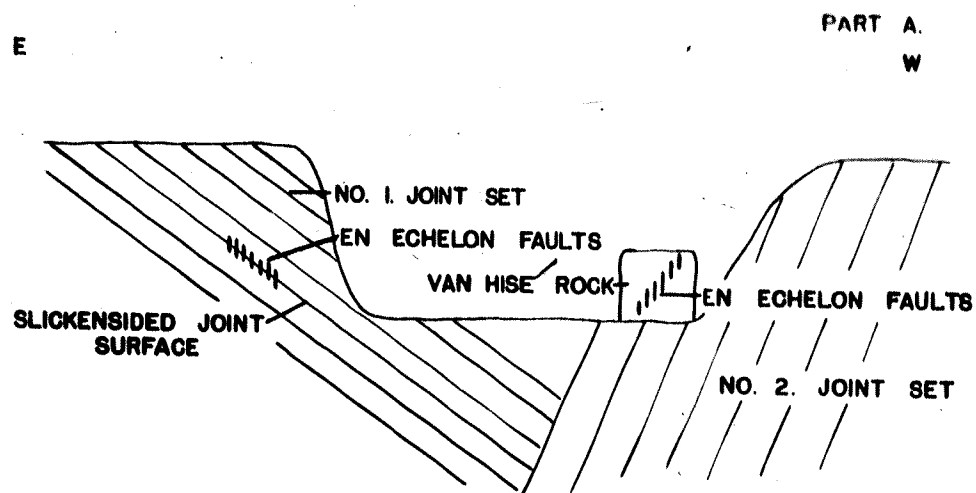 PART A.
E
W
NO. 1. JOINT SET
EN ECHELON FAULTS
VAN HISE ROCK
EN ECHELON FAULTS
SLICKENSIDED JOINT
SURFACE
NO. 2. JOINT SET